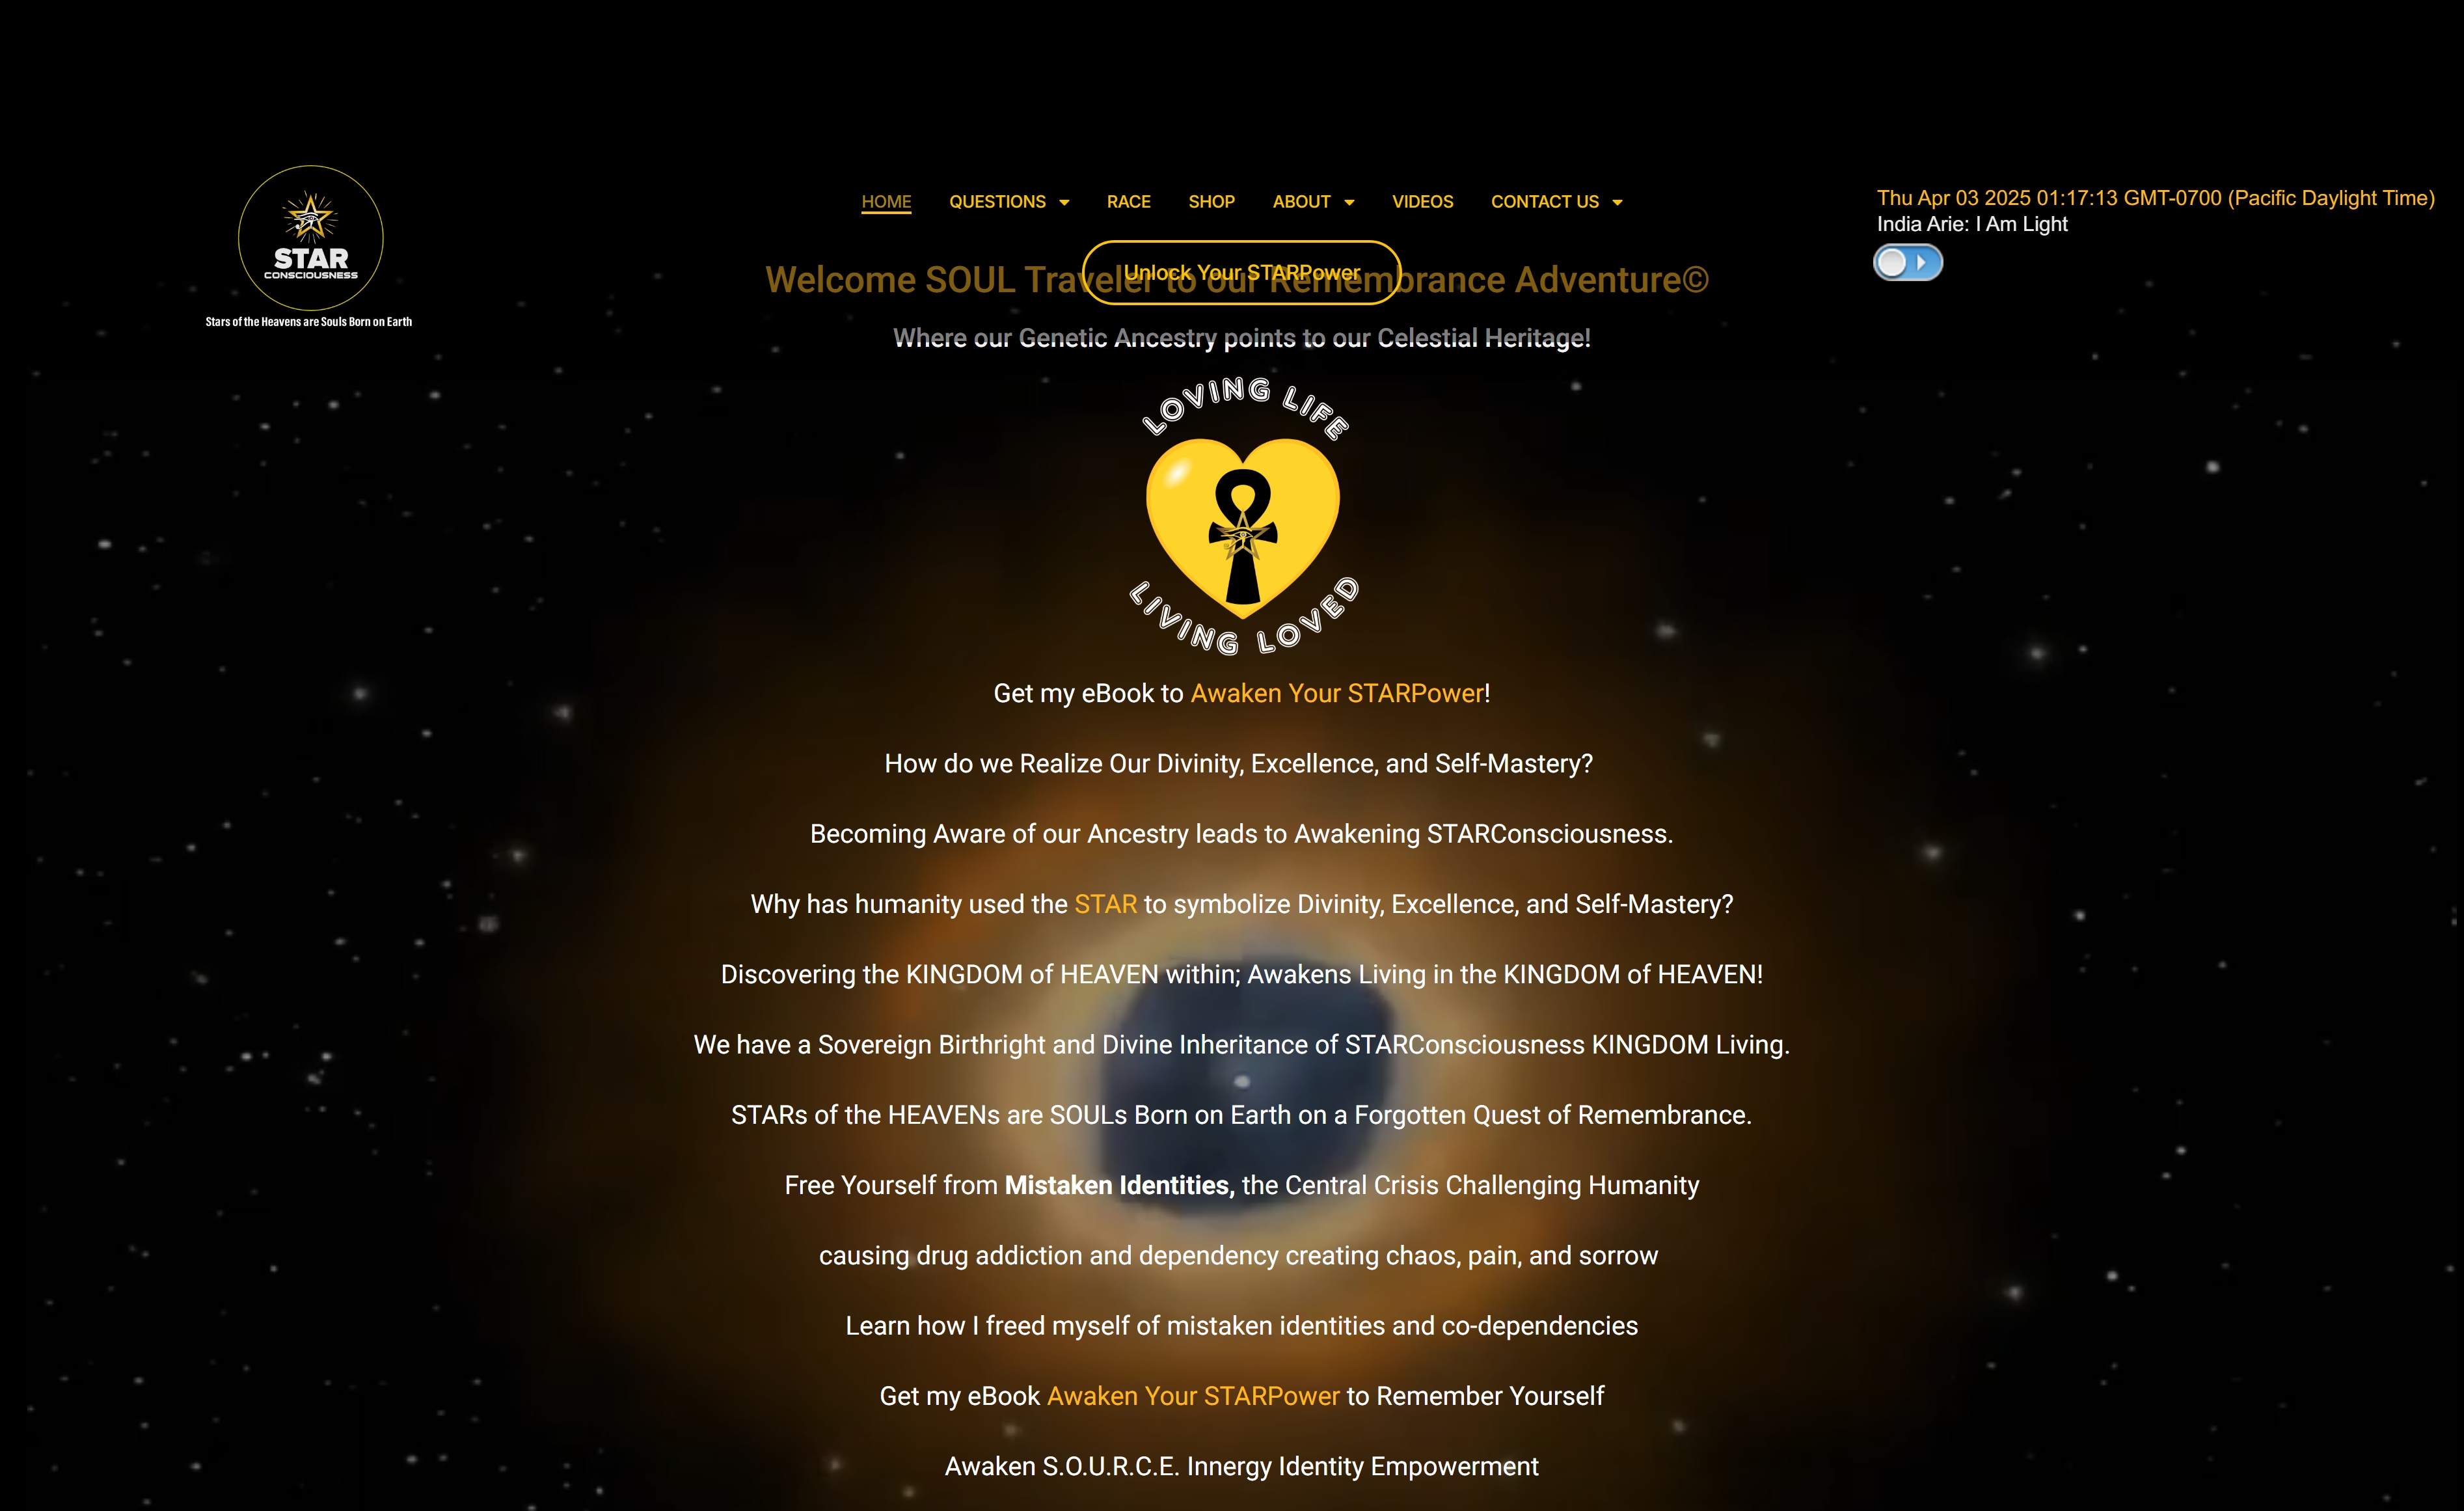 STAR
CONSCIOUSNESS
Stars of the Heavens are Souls Born on Earth
HOME QUESTIONS RACE SHOP ABOUT VIDEOS CONTACT US
Thu Apr 03 2025 01:17:13 GMT-0700 (Pacific Daylight Time)
India Arie: I Am Light
Unlock Your STARPower
Welcome SOUL Traveler to our Remembrance Adventure©
Where our Genetic Ancestry points to our Celestial Heritage!
LOVING LIFE
LIVING LOVED
Get my eBook to Awaken Your STARPower!
How do we Realize Our Divinity, Excellence, and Self-Mastery?
Becoming Aware of our Ancestry leads to Awakening STARConsciousness.
Why has humanity used the STAR to symbolize Divinity, Excellence, and Self-Mastery?
Discovering the KINGDOM of HEAVEN within; Awakens Living in the KINGDOM of HEAVEN!
We have a Sovereign Birthright and Divine Inheritance of STARConsciousness KINGDOM Living.
STARs of the HEAVENs are SOULs Born on Earth on a Forgotten Quest of Remembrance.
Free Yourself from Mistaken Identities, the Central Crisis Challenging Humanity
causing drug addiction and dependency creating chaos, pain, and sorrow
Learn how I freed myself of mistaken identities and co-dependencies
Get my eBook Awaken Your STARPower to Remember Yourself
Awaken S.O.U.R.C.E. Innergy Identity Empowerment